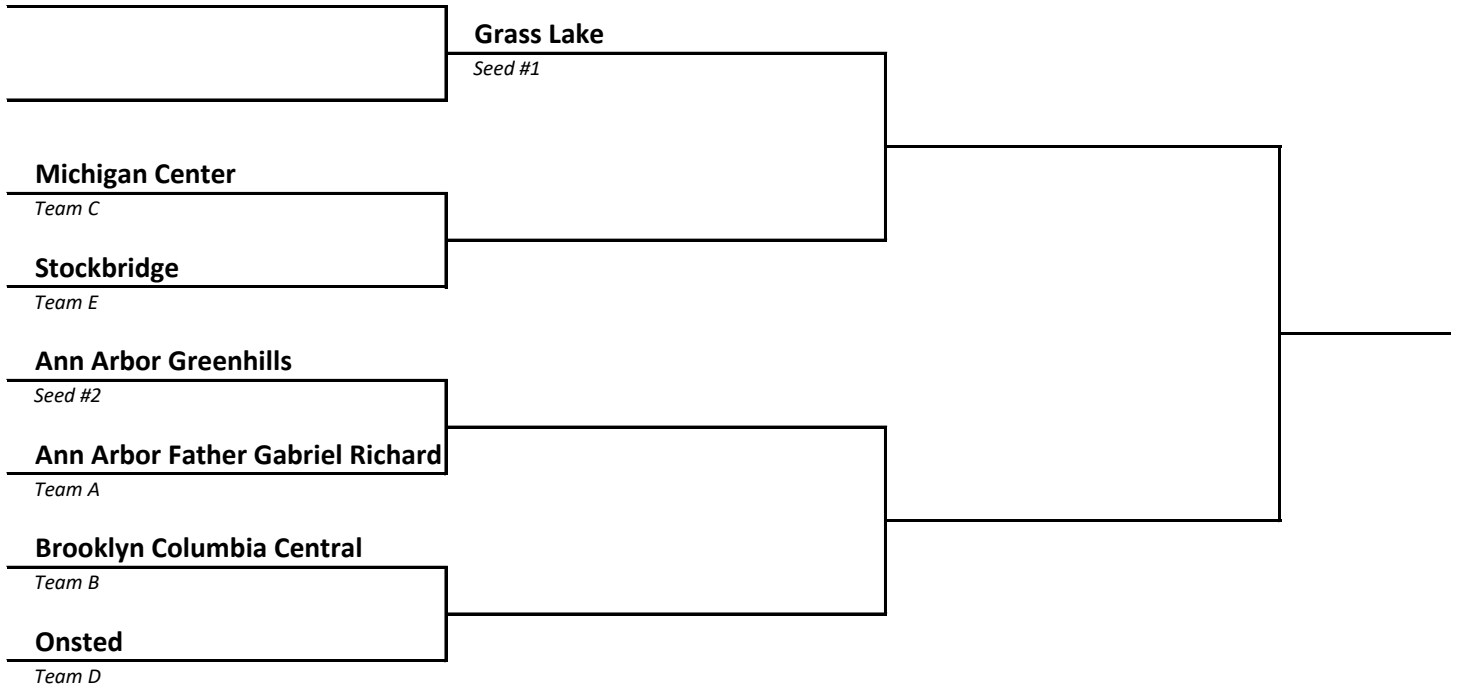 Grass Lake
Seed #1
Michigan Center
Team C
Stockbridge
Team E
Ann Arbor Greenhills
Seed #2
Ann Arbor Father Gabriel Richard
Team A
Brooklyn Columbia Central
Team B
Onsted
Team D